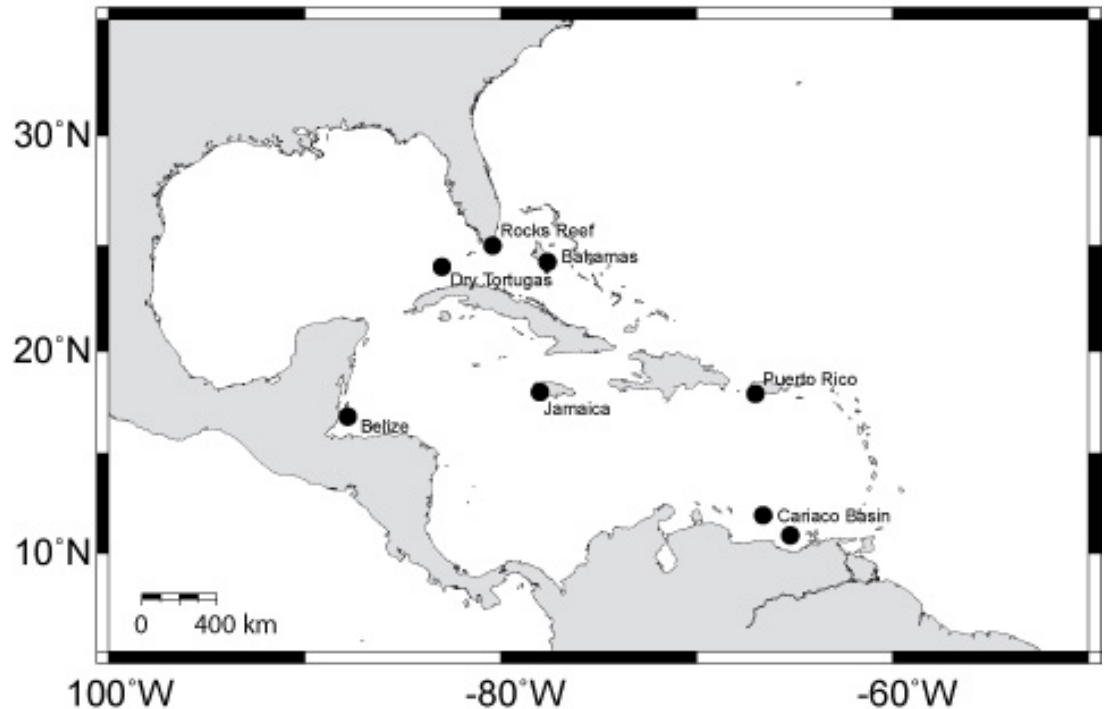 30°N
Rocks Reef
Bahamas
Dry Tortugas
20°N
Puerto Rico
Jamaica
Belize
Cariaco Basin
10°N
0 400 km
100°W -80°W -60°W